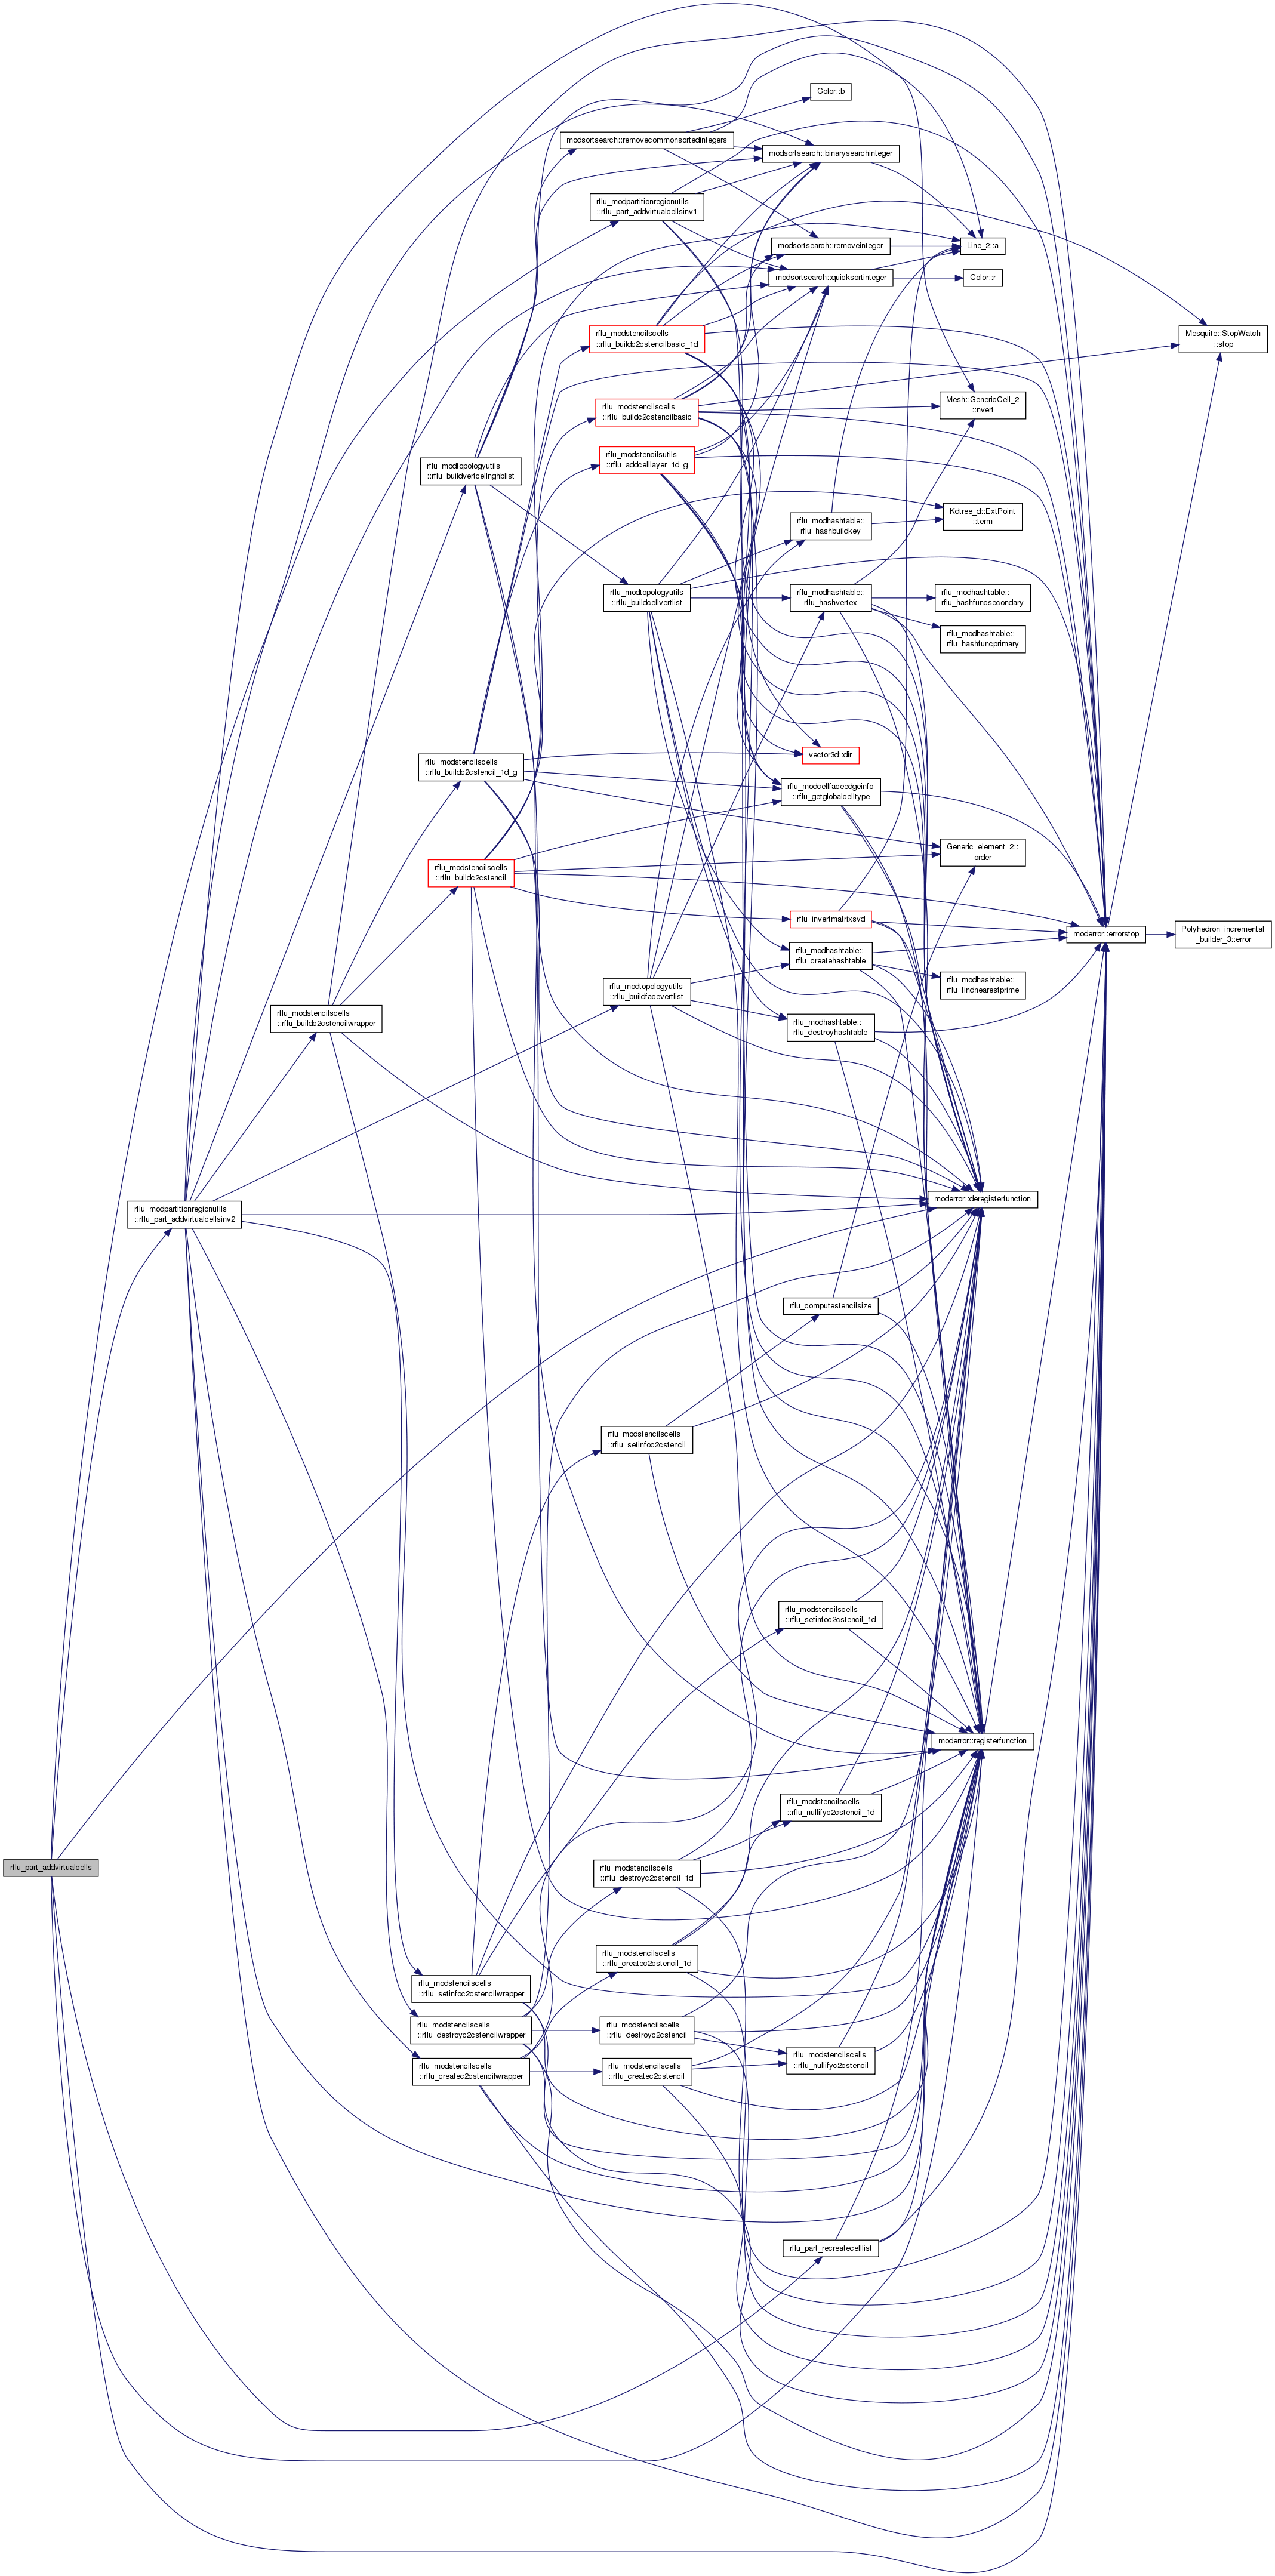 Color::b
modsortsearch::removecommonsortedintegers
modsortsearch::binarysearchinteger
rflu_modpartitionregionutils
::rflu_part_addvirtualcellsinv1
modsortsearch::removeinteger
Line_2::a
modsortsearch::quicksortinteger
Color::r
rflu_modstencilscells
::rflu_buildc2cstencilbasic_1d
Mesquite::StopWatch
::stop
rflu_modstencilscells
::rflu_buildc2cstencilbasic
Mesh::GenericCell_2
::nvert
rflu_modstencilsutils
::rflu_addcelllayer_1d_g
rflu_modtopologyutils
::rflu_buildvertcellnghblist
rflu_modhashtable::
rflu_hashbuildkey
Kdtree_d::ExtPoint
::term
rflu_modtopologyutils
::rflu_buildcellvertlist
rflu_modhashtable::
rflu_hashvertex
rflu_modhashtable::
rflu_hashfuncsecondary
rflu_modhashtable::
rflu_hashfuncprimary
vector3d::dir
rflu_modstencilscells
::rflu_buildc2cstencil_1d_g
rflu_modcellfaceedgeinfo
::rflu_getglobalcelltype
Generic_element_2::
order
rflu_modstencilscells
::rflu_buildc2cstencil
rflu_invertmatrixsvd
moderror::errorstop
Polyhedron_incremental
_builder_3::error
rflu_modhashtable::
rflu_createhashtable
rflu_modhashtable::
rflu_findnearestprime
rflu_modtopologyutils
::rflu_buildfacevertlist
rflu_modstencilscells
::rflu_buildc2cstencilwrapper
rflu_modhashtable::
rflu_destroyhashtable
moderror::deregisterfunction
rflu_modpartitionregionutils
::rflu_part_addvirtualcellsinv2
rflu_computestencilsize
rflu_modstencilscells
::rflu_setinfoc2cstencil
rflu_modstencilscells
::rflu_setinfoc2cstencil_1d
moderror::registerfunction
rflu_modstencilscells
::rflu_nullifyc2cstencil_1d
rflu_part_addvirtualcells
rflu_modstencilscells
::rflu_destroyc2cstencil_1d
rflu_modstencilscells
::rflu_createc2cstencil_1d
rflu_modstencilscells
::rflu_setinfoc2cstencilwrapper
rflu_modstencilscells
::rflu_destroyc2cstencilwrapper
rflu_modstencilscells
::rflu_destroyc2cstencil
rflu_modstencilscells
::rflu_nullifyc2cstencil
rflu_modstencilscells
::rflu_createc2cstencilwrapper
rflu_modstencilscells
::rflu_createc2cstencil
rflu_part_recreatecelllist